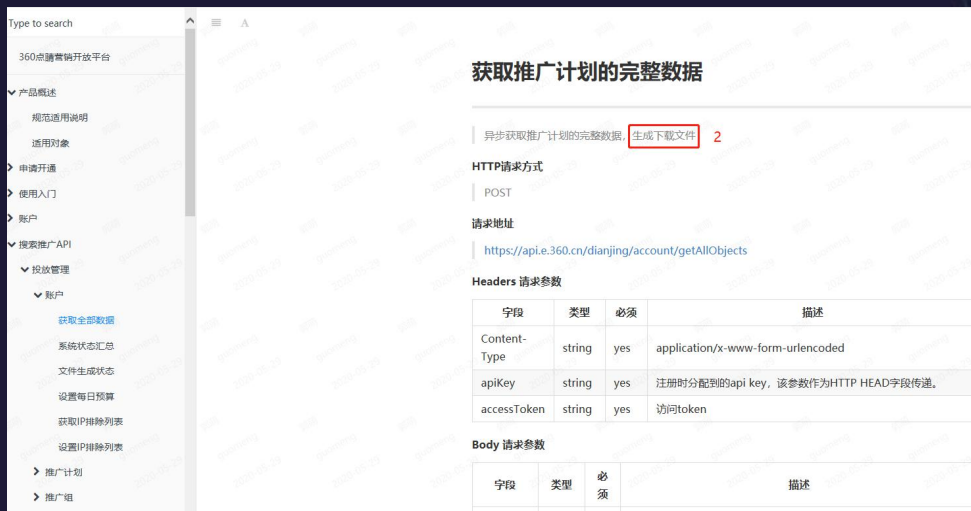 Type to search
A
360点睛营销开放平台
产品概述
规范适用说明
适用对象
申请开通
使用入门
账户
搜索推广API
投放管理
账户
获取全部数据
系统状态汇总
文件生成状态
设置每日预算
获取IP排除列表
设置IP排除列表
推广计划
推广组
获取推广计划的完整数据
异步获取推广计划的完整数据,生成下载文件 2
HTTP请求方式
POST
请求地址
https://api.e.360.cn/dianjing/account/getAllObjects
Headers 请求参数
字段 类型 必须 描述
Content-Type string yes application/x-www-form-urlencoded
apiKey string yes 注册时分配到的api key，该参数作为HTTP HEAD字段传递。
accessToken string yes 访问token
Body 请求参数
字段 类型 必须 描述